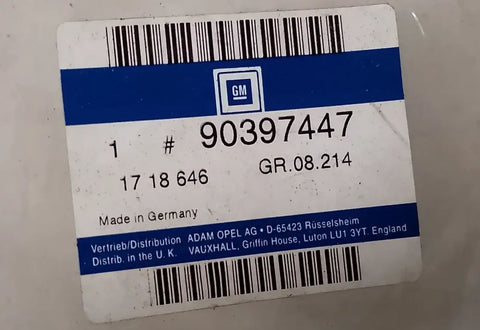 GM
1 # 90397447
17 18 646 GR.08.214
Made in Germany
Vertrieb/Distribution ADAM OPEL AG • D-65423 Rüsselsheim
Distrib. in the U. K. VAUXHALL, Griffin House, Luton LU1 3YT. England